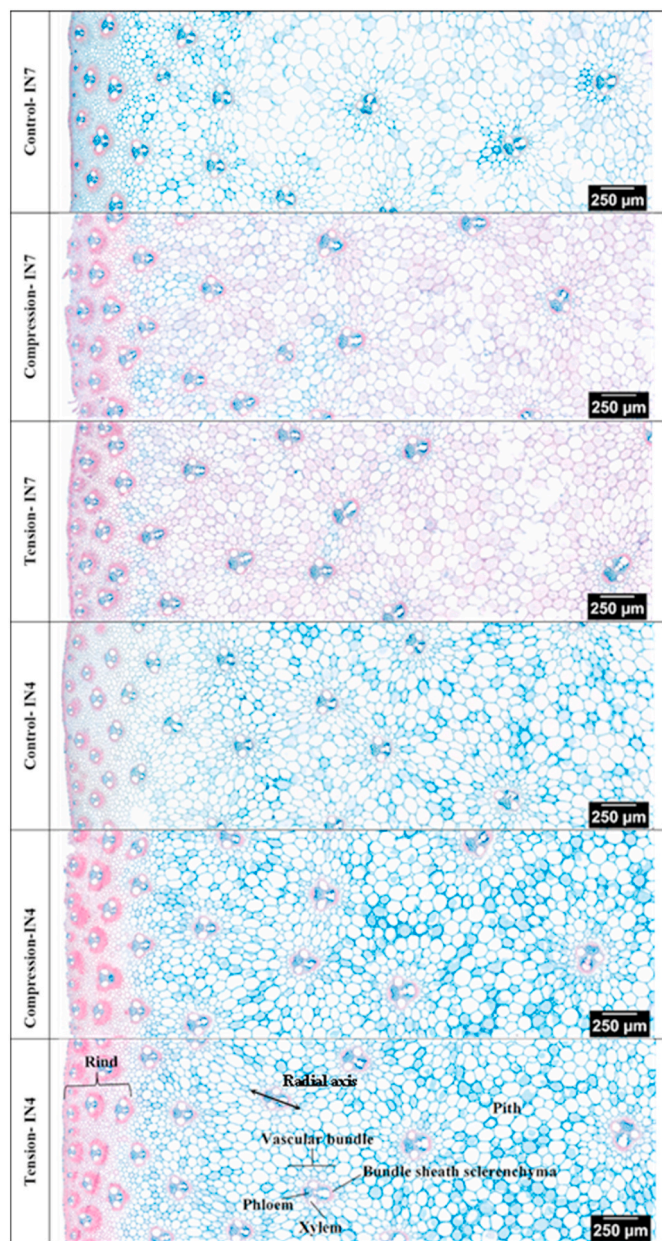 Control- IN7
250 µm
Compression- IN7
250 µm
Tension- IN7
250 µm
Control- IN4
250 µm
Compression-IN4
250 µm
Tension- IN4
Rind
Radial axis
Pith
Vascular bundle
Bundle sheath sclerenchyma
Phloem
Xylem
250 µm